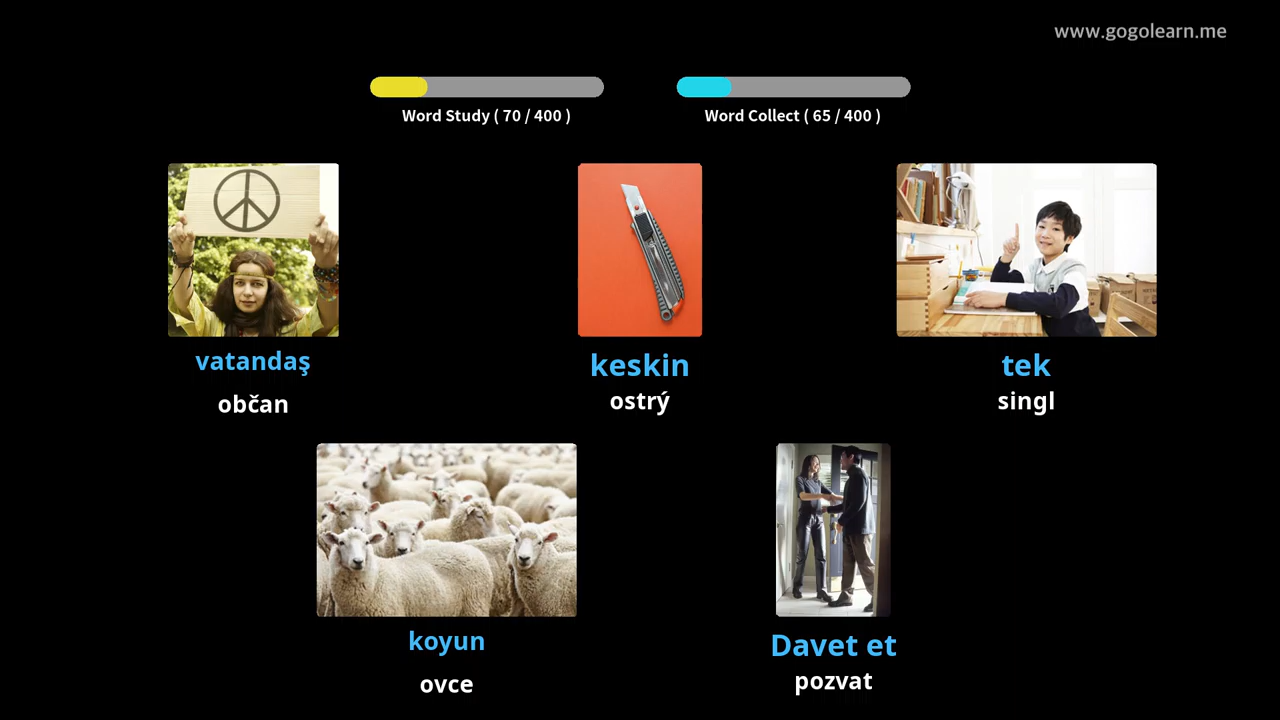 www.gogolearn.me
Word Study ( 70 / 400 )
Word Collect ( 65 / 400 )
vatandaş
občan
keskin
ostrý
tek
singl
koyun
ovce
Davet et
pozvat